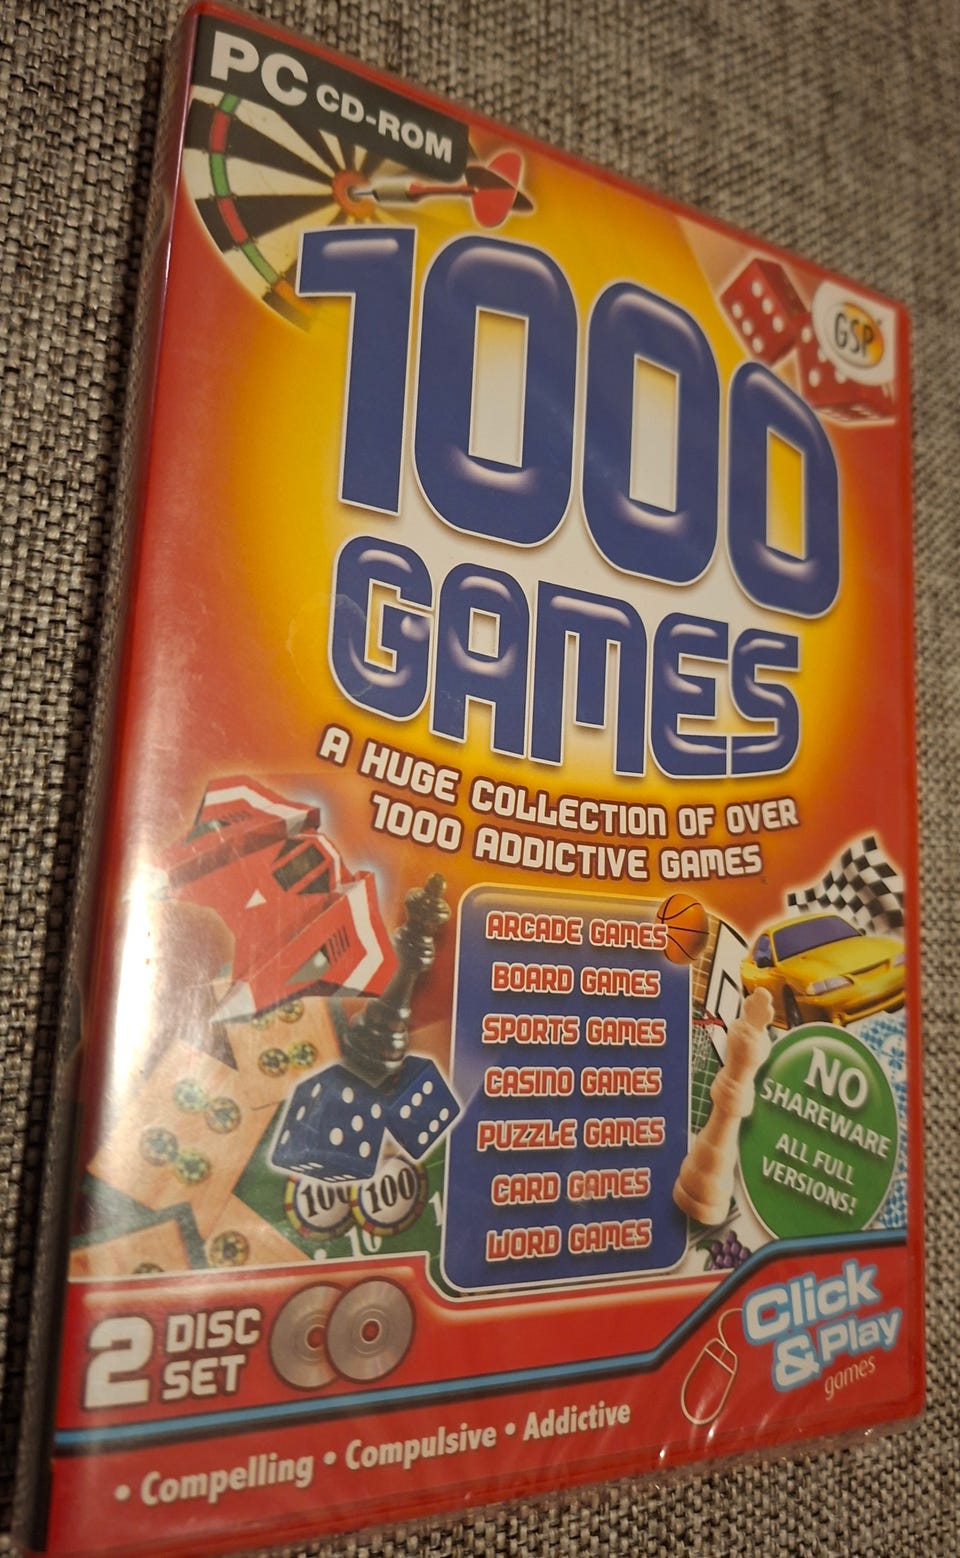 PC CD-ROM
GSP
1000
GAMES
A HUGE COLLECTION OF OVER
1000 ADDICTIVE GAMES
ARCADE GAMES
BOARD GAMES
SPORTS GAMES
CASINO GAMES
PUZZLE GAMES
CARD GAMES
WORD GAMES
NO
SHAREWARE
ALL FULL
VERSIONS!
100
100
10
2 DISC
SET
Click
& Play
games
• Compelling • Compulsive • Addictive